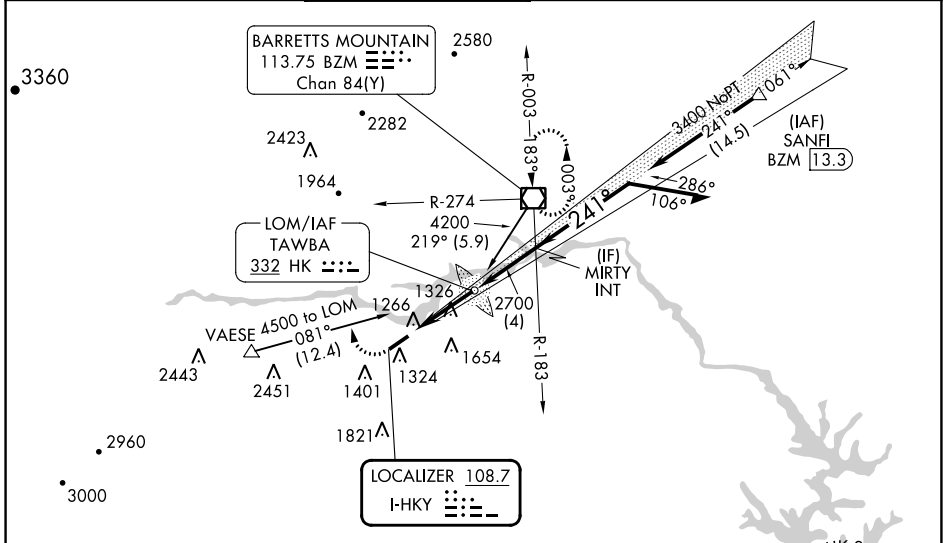 BARRETTS MOUNTAIN
113.75 BZM
Chan 84(Y)
2580
3360
2282
2423
1964
R-003
183°
003°
3400 NoPT
241°
(14.5)
061°
(IAF)
SANFI
BZM 13.3
286°
106°
R-274
4200
219° (5.9)
241°
LOM/IAF
TAWBA
332 HK
(IF)
MIRTY
INT
1326
1266
2700
(4)
VAESE 4500 to LOM
081°
(12.4)
R-183
2443
2451
1401
1324
1654
1821
2960
3000
LOCALIZER 108.7
I-HKY